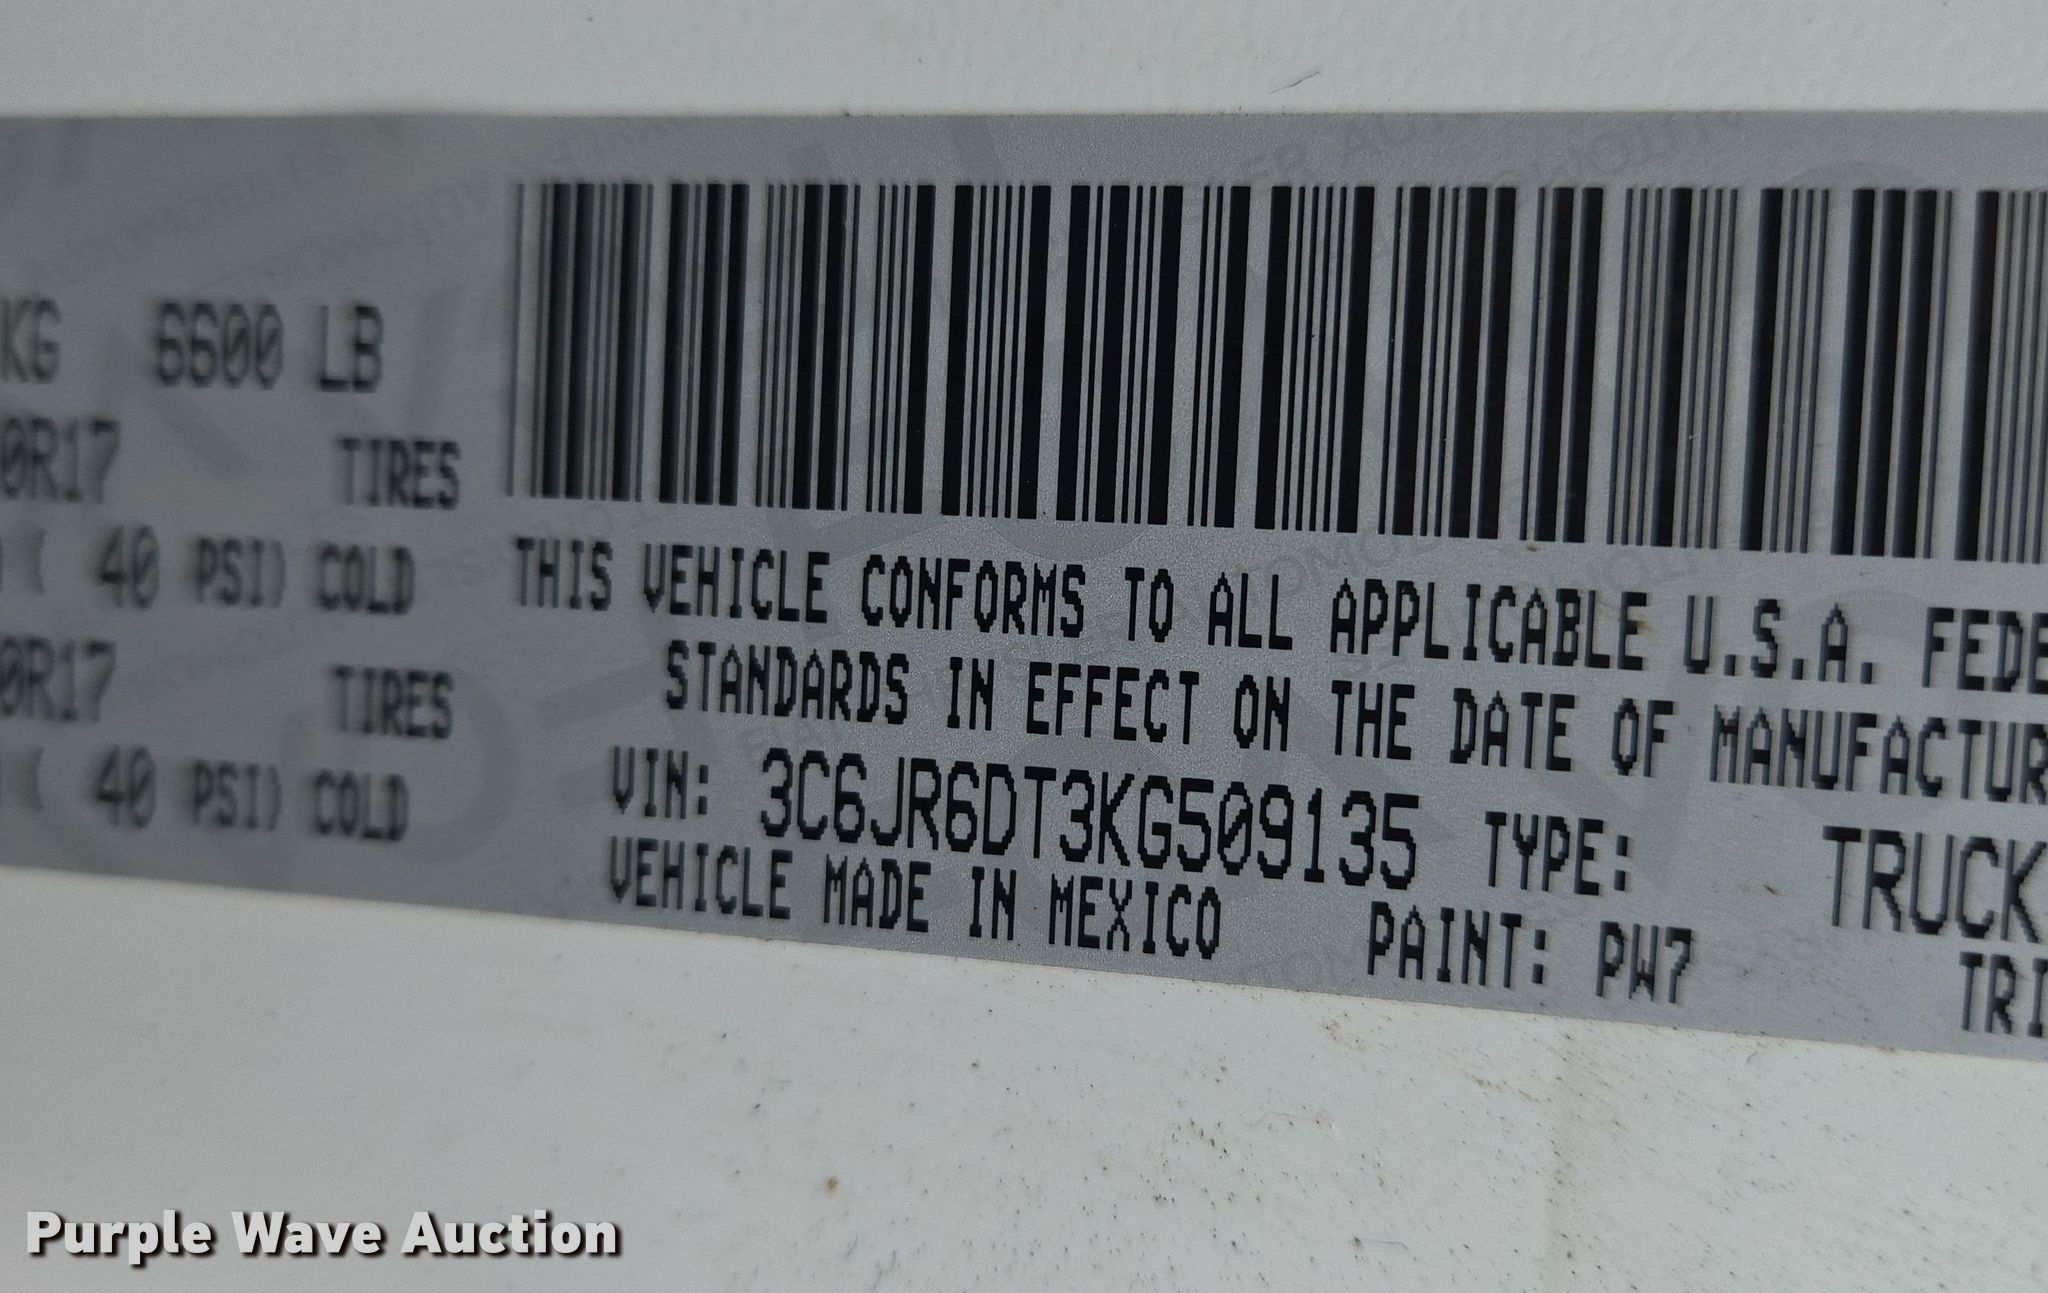 KG 6600 LB
0R17 TIRES
( 40 PSI) COLD
0R17 TIRES
( 40 PSI) COLD
THIS VEHICLE CONFORMS TO ALL APPLICABLE U.S.A. FEDE
STANDARDS IN EFFECT ON THE DATE OF MANUFACTUR
VIN: 3C6JR6DT3KG509135 TYPE: TRUCK
VEHICLE MADE IN MEXICO PAINT: PW7 TRI
Purple Wave Auction